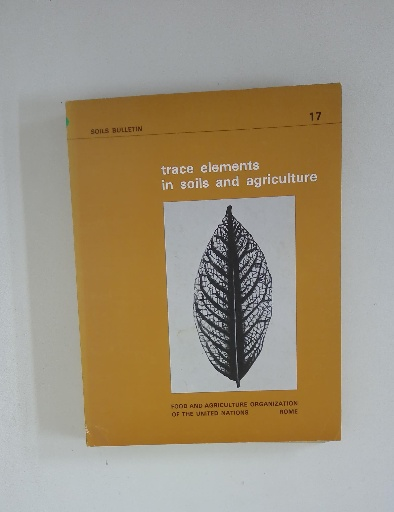 SOILS BULLETIN 17
trace elements
in soils and agriculture
FOOD AND AGRICULTURE ORGANIZATION
OF THE UNITED NATIONS ROME